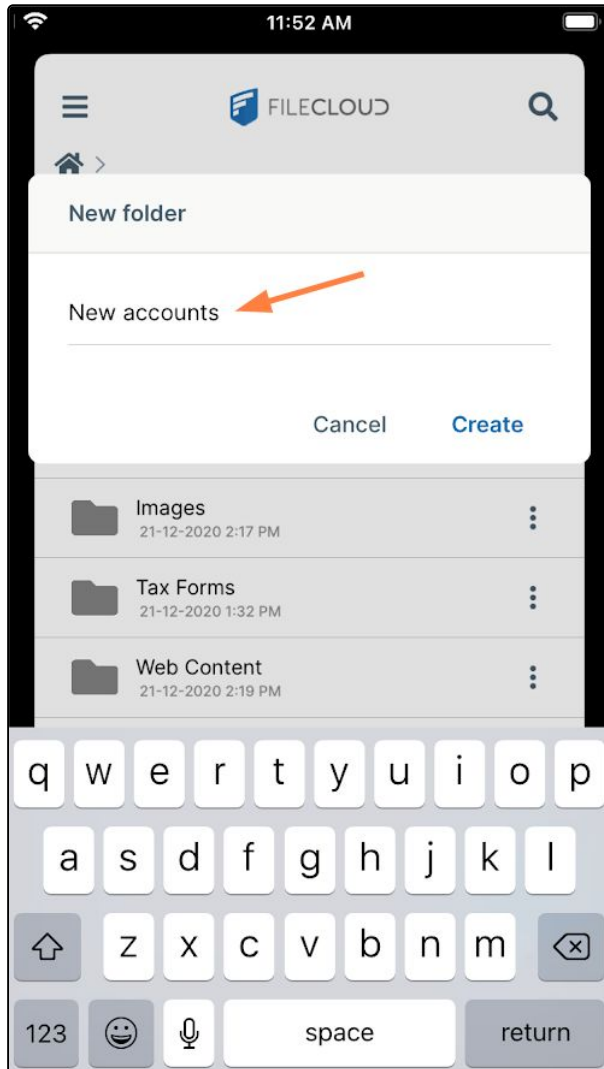 11:52 AM
FILECLOUD
New folder
New accounts
Cancel Create
Images
21-12-2020 2:17 PM
Tax Forms
21-12-2020 1:32 PM
Web Content
21-12-2020 2:19 PM
q w e r t y u i o p
a s d f g h j k l
z x c v b n m
123 space return